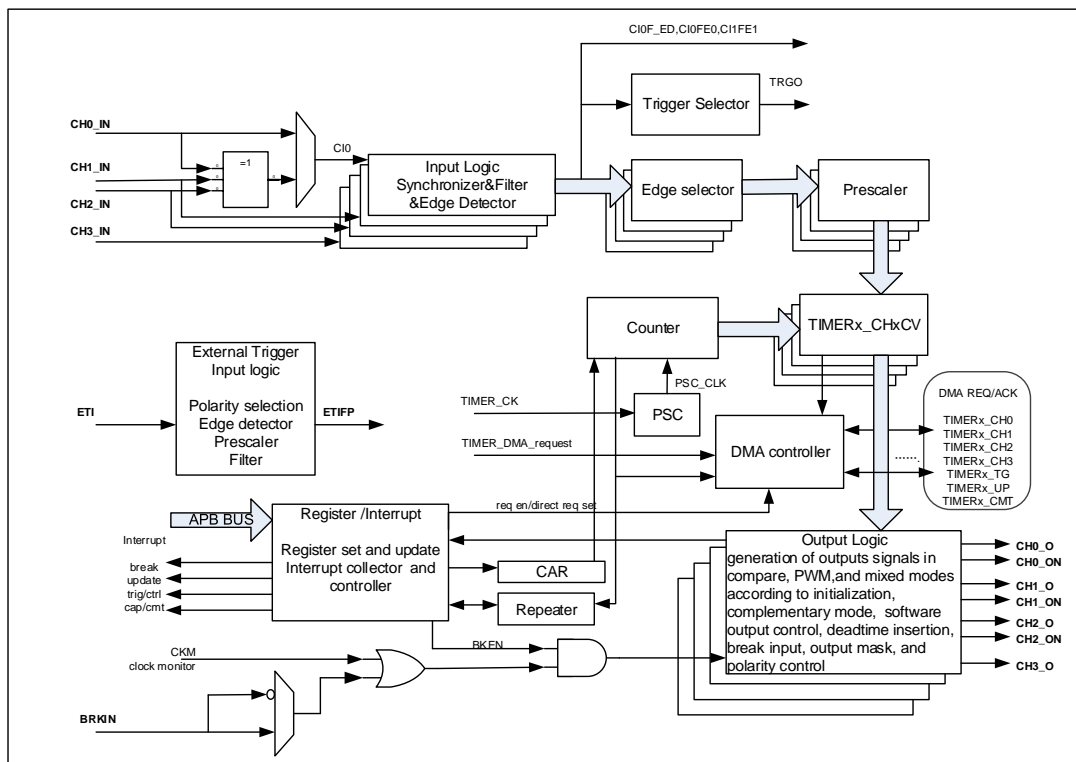 CI0F_ED,CI0FE0,CI1FE1
TRGO
Trigger Selector
CH0_IN
CH1_IN
CH2_IN
CH3_IN
=1
CI0
Input Logic
Synchronizer&Filter
&Edge Detector
Edge selector
Prescaler
Counter
TIMERx_CHxCV
External Trigger
Input logic
Polarity selection
Edge detector
Prescaler
Filter
ETI
ETIFP
TIMER_CK
PSC
PSC_CLK
TIMER_DMA_request
DMA controller
DMA REQ/ACK
TIMERx_CH0
TIMERx_CH1
TIMERx_CH2
TIMERx_CH3
TIMERx_TG
TIMERx_UP
TIMERx_CMT
…….
req en/direct req set
APB BUS
Register /Interrupt
Register set and update
Interrupt collector and
controller
Interrupt
break
update
trig/ctrl
cap/cmt
CAR
Repeater
Output Logic
generation of outputs signals in
compare, PWM,and mixed modes
according to initialization,
complementary mode, software
output control, deadtime insertion,
break input, output mask, and
polarity control
CH0_O
CH0_ON
CH1_O
CH1_ON
CH2_O
CH2_ON
CH3_O
BKEN
CKM
clock monitor
BRKIN